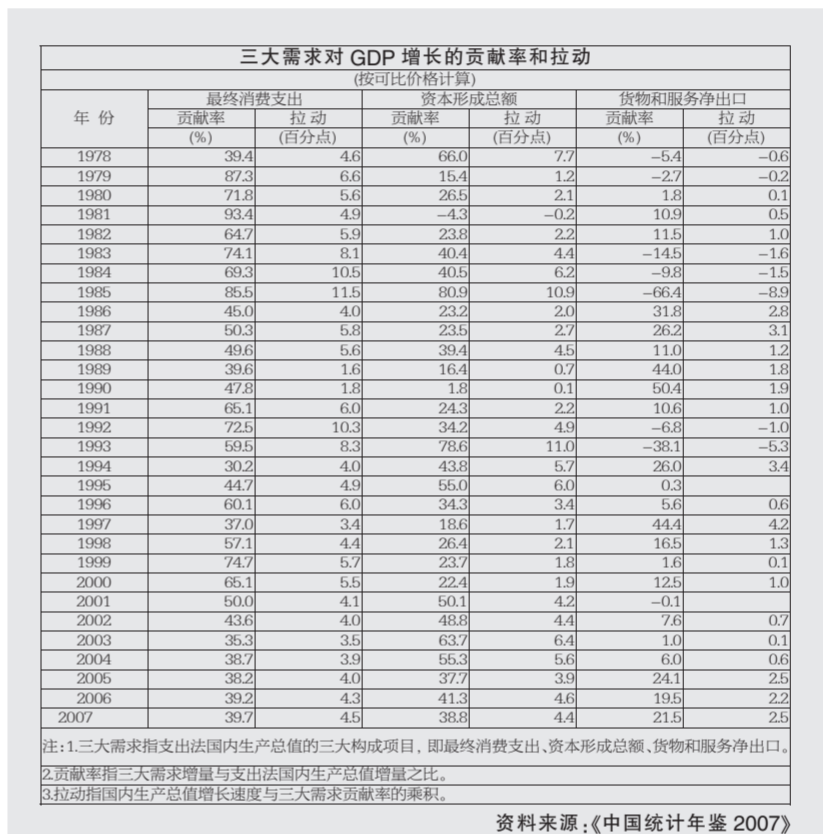 三大需求对 GDP 增长的贡献率和拉动
(按可比价格计算)
年 份 最终消费支出 资本形成总额 货物和服务净出口
贡献率 拉 动 贡献率 拉 动 贡献率 拉 动
(%) (百分点) (%) (百分点) (%) (百分点)
1978 39.4 4.6 66.0 7.7 -5.4 -0.6
1979 87.3 6.6 15.4 1.2 -2.7 -0.2
1980 71.8 5.6 26.5 2.1 1.8 0.1
1981 93.4 4.9 -4.3 -0.2 10.9 0.5
1982 64.7 5.9 23.8 2.2 11.5 1.0
1983 74.1 8.1 40.4 4.4 -14.5 -1.6
1984 69.3 10.5 40.5 6.2 -9.8 -1.5
1985 85.5 11.5 80.9 10.9 -66.4 -8.9
1986 45.0 4.0 23.2 2.0 31.8 2.8
1987 50.3 5.8 23.5 2.7 26.2 3.1
1988 49.6 5.6 39.4 4.5 11.0 1.2
1989 39.6 1.6 16.4 0.7 44.0 1.8
1990 47.8 1.8 1.8 0.1 50.4 1.9
1991 65.1 6.0 24.3 2.2 10.6 1.0
1992 72.5 10.3 34.2 4.9 -6.8 -1.0
1993 59.5 8.3 78.6 11.0 -38.1 -5.3
1994 30.2 4.0 43.8 5.7 26.0 3.4
1995 44.7 4.9 55.0 6.0 0.3
1996 60.1 6.0 34.3 3.4 5.6 0.6
1997 37.0 3.4 18.6 1.7 44.4 4.2
1998 57.1 4.4 26.4 2.1 16.5 1.3
1999 74.7 5.7 23.7 1.8 1.6 0.1
2000 65.1 5.5 22.4 1.9 12.5 1.0
2001 50.0 4.1 50.1 4.2 -0.1
2002 43.6 4.0 48.8 4.4 7.6 0.7
2003 35.3 3.5 63.7 6.4 1.0 0.1
2004 38.7 3.9 55.3 5.6 6.0 0.6
2005 38.2 4.0 37.7 3.9 24.1 2.5
2006 39.2 4.3 41.3 4.6 19.5 2.2
2007 39.7 4.5 38.8 4.4 21.5 2.5
注:1.三大需求指支出法国内生产总值的三大构成项目, 即最终消费支出、资本形成总额、货物和服务净出口。
2.贡献率指三大需求增量与支出法国内生产总值增量之比。
3.拉动指国内生产总值增长速度与三大需求贡献率的乘积。
资料来源:《中国统计年鉴 2007》